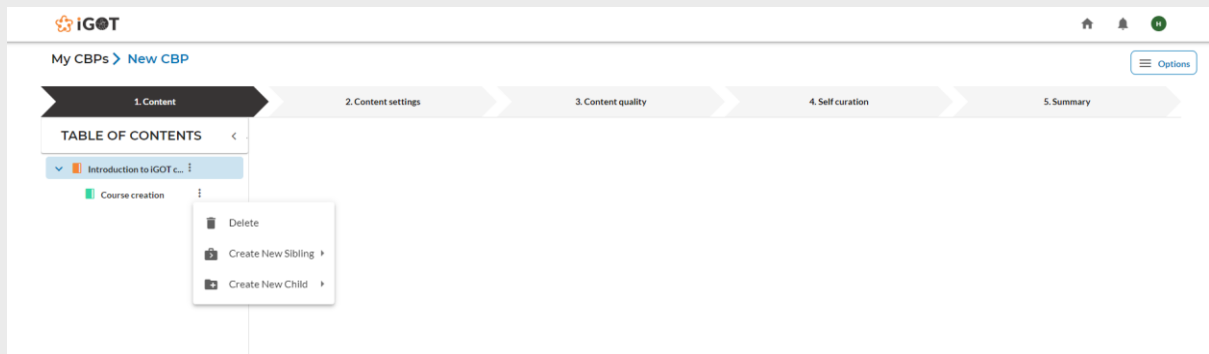 iGOT
H
My CBPs New CBP
Options
1. Content
2. Content settings
3. Content quality
4. Self curation
5. Summary
TABLE OF CONTENTS
Introduction to iGOT c...
Course creation
Delete
Create New Sibling
Create New Child